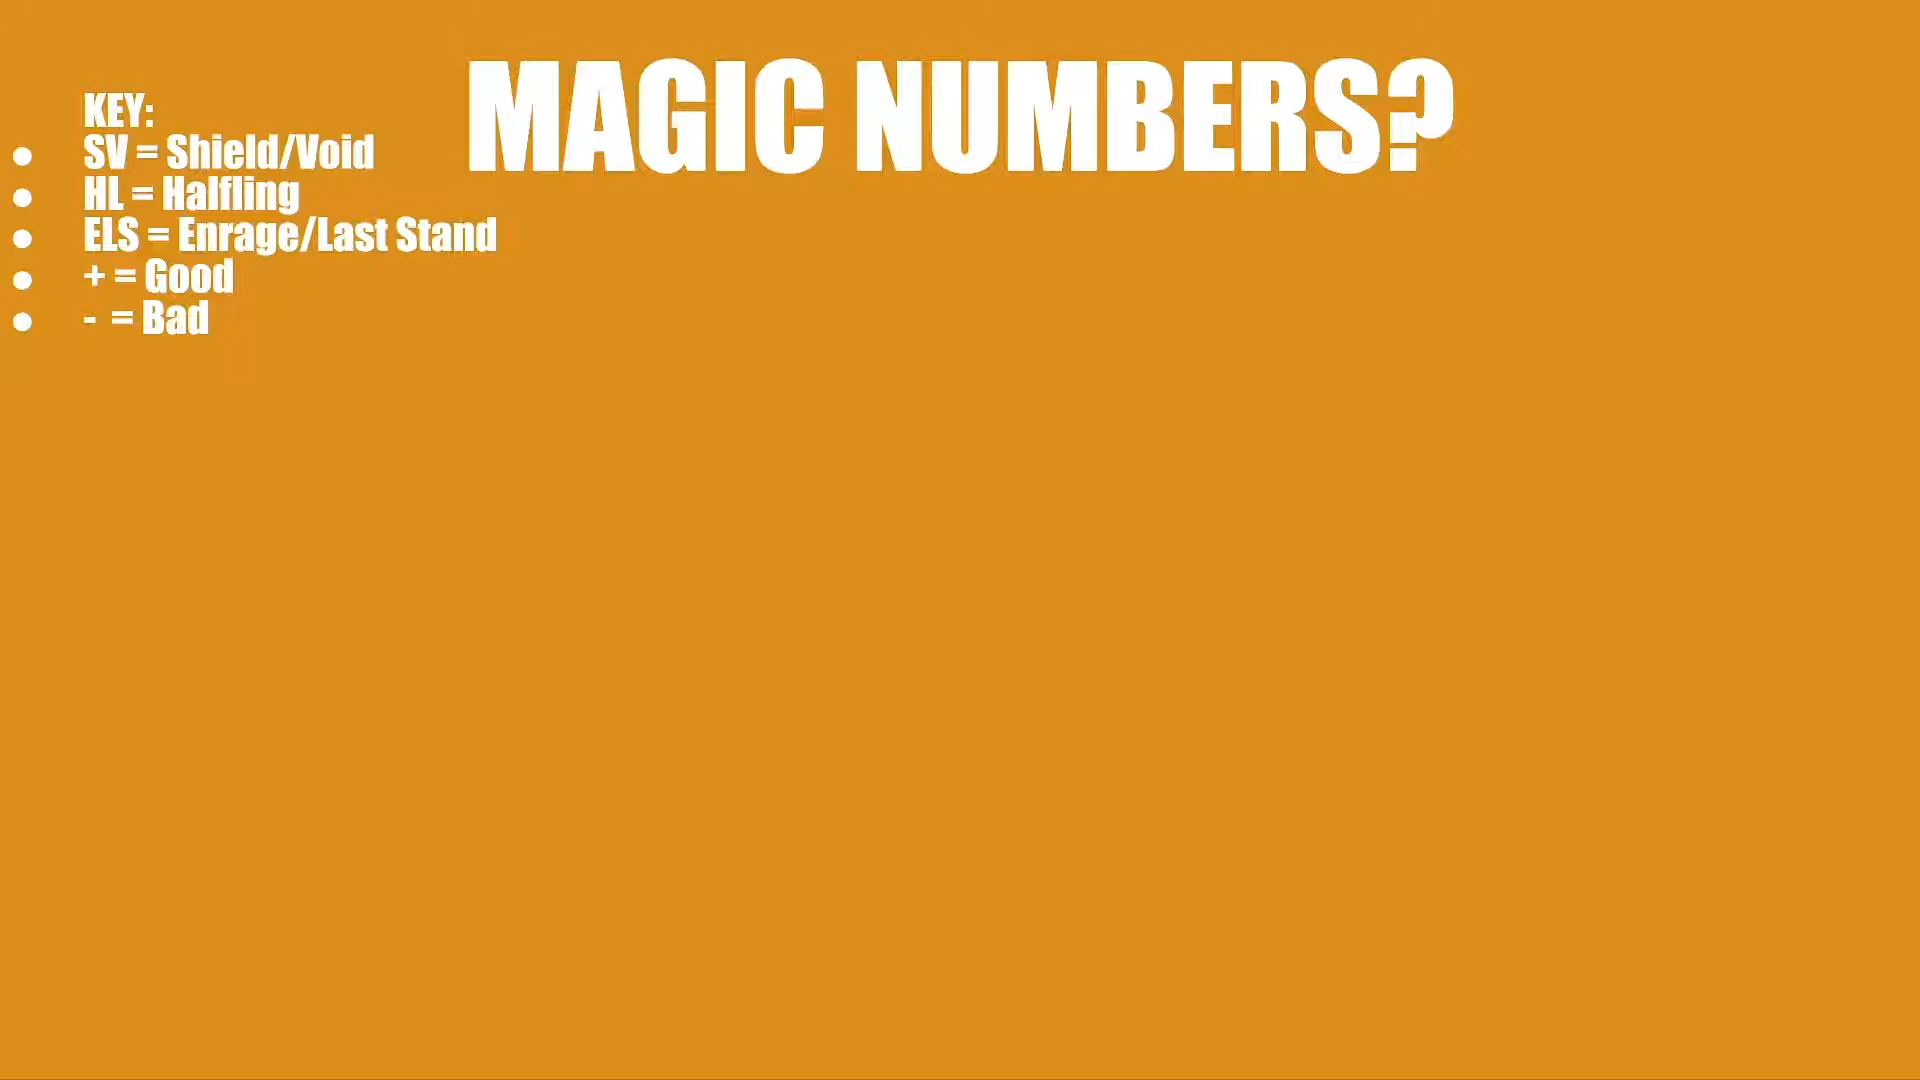 MAGIC NUMBERS?
KEY:
● SV = Shield/Void
● HL = Halfling
● ELS = Enrage/Last Stand
● + = Good
● - = Bad